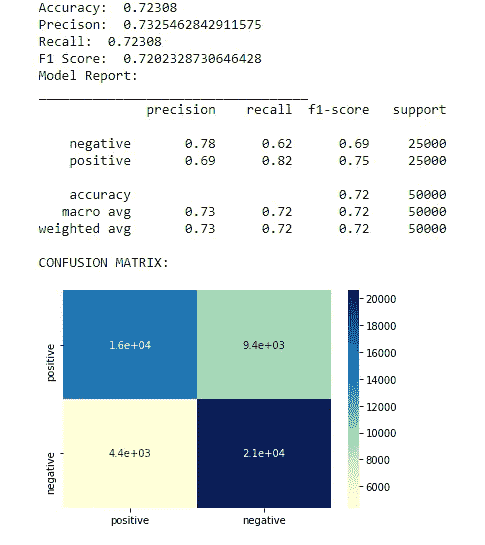 Accuracy:  0.72308
Precison:  0.7325462842911575
Recall:  0.72308
F1 Score:  0.7202328730646428
Model Report:
___________________________________
precision    recall  f1-score   support
negative       0.78      0.62      0.69     25000
positive       0.69      0.82      0.75     25000
accuracy                           0.72     50000
macro avg       0.73      0.72      0.72     50000
weighted avg       0.73      0.72      0.72     50000
CONFUSION MATRIX:
positive
1.6e+04 9.4e+03
negative
4.4e+03 2.1e+04
positive negative
20000
18000
16000
14000
12000
10000
8000
6000